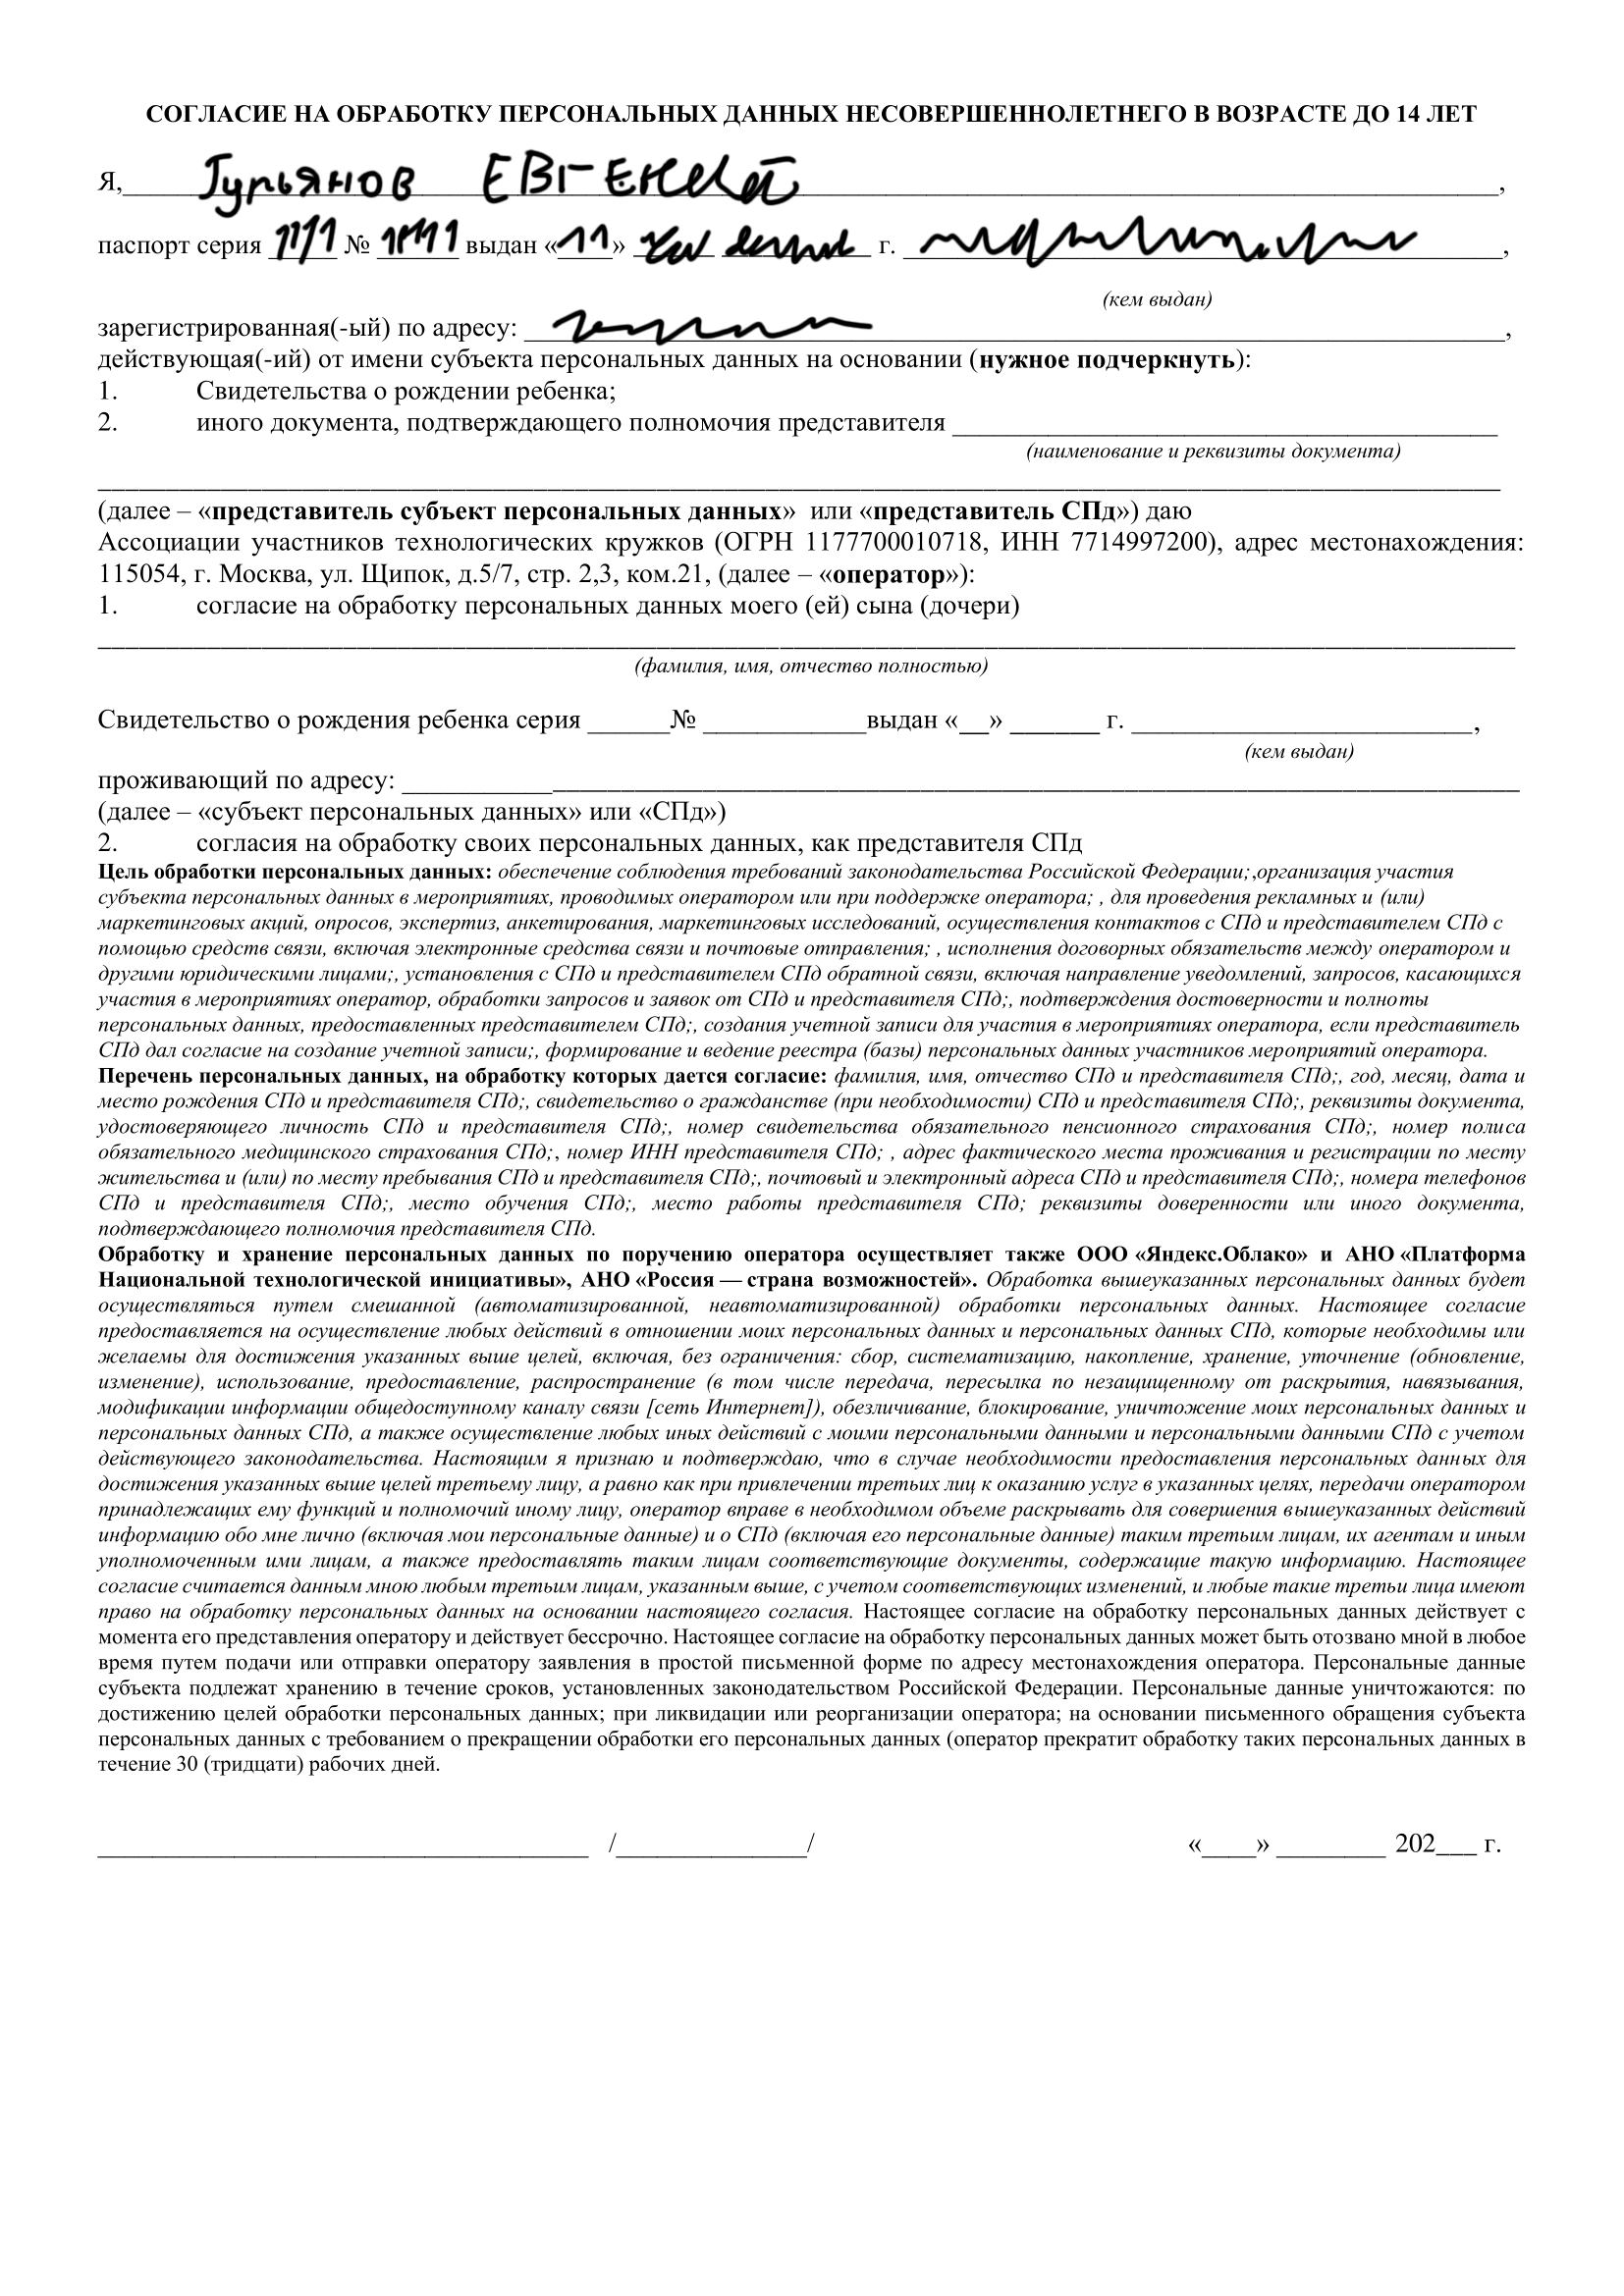 СОГЛАСИЕ НА ОБРАБОТКУ ПЕРСОНАЛЬНЫХ ДАННЫХ НЕСОВЕРШЕННОЛЕТНЕГО В ВОЗРАСТЕ ДО 14 ЛЕТ
Я, Гурьянов Евгений,
паспорт серия 1111 № 11111 выдан «11» г. ,
(кем выдан)
зарегистрированная(-ый) по адресу: ,
действующая(-ий) от имени субъекта персональных данных на основании (нужное подчеркнуть):
1. Свидетельства о рождении ребенка;
2. иного документа, подтверждающего полномочия представителя ________________________________________
(наименование и реквизиты документа)
(далее – «представитель субъект персональных данных» или «представитель СПд») даю
Ассоциации участников технологических кружков (ОГРН 1177700010718, ИНН 7714997200), адрес местонахождения:
115054, г. Москва, ул. Щипок, д.5/7, стр. 2,3, ком.21, (далее – «оператор»):
1. согласие на обработку персональных данных моего (ей) сына (дочери)
(фамилия, имя, отчество полностью)
Свидетельство о рождения ребенка серия ______№ ____________выдан «__» ______ г. _________________________,
(кем выдан)
проживающий по адресу: ___________
(далее – «субъект персональных данных» или «СПд»)
2. согласия на обработку своих персональных данных, как представителя СПд
Цель обработки персональных данных: обеспечение соблюдения требований законодательства Российской Федерации;,организация участия
субъекта персональных данных в мероприятиях, проводимых оператором или при поддержке оператора; , для проведения рекламных и (или)
маркетинговых акций, опросов, экспертиз, анкетирования, маркетинговых исследований, осуществления контактов с СПд и представителем СПд с
помощью средств связи, включая электронные средства связи и почтовые отправления; , исполнения договорных обязательств между оператором и
другими юридическими лицами;, установления с СПд и представителем СПд обратной связи, включая направление уведомлений, запросов, касающихся
участия в мероприятиях оператор, обработки запросов и заявок от СПд и представителя СПд;, подтверждения достоверности и полноты
персональных данных, предоставленных представителем СПд;, создания учетной записи для участия в мероприятиях оператора, если представитель
СПд дал согласие на создание учетной записи;, формирование и ведение реестра (базы) персональных данных участников мероприятий оператора.
Перечень персональных данных, на обработку которых дается согласие: фамилия, имя, отчество СПд и представителя СПд;, год, месяц, дата и
место рождения СПд и представителя СПд;, свидетельство о гражданстве (при необходимости) СПд и представителя СПд;, реквизиты документа,
удостоверяющего личность СПд и представителя СПд;, номер свидетельства обязательного пенсионного страхования СПд;, номер полиса
обязательного медицинского страхования СПд;, номер ИНН представителя СПд; , адрес фактического места проживания и регистрации по месту
жительства и (или) по месту пребывания СПд и представителя СПд;, почтовый и электронный адреса СПд и представителя СПд;, номера телефонов
СПд и представителя СПд;, место обучения СПд;, место работы представителя СПд; реквизиты доверенности или иного документа,
подтверждающего полномочия представителя СПд.
Обработку и хранение персональных данных по поручению оператора осуществляет также ООО «Яндекс.Облако» и АНО «Платформа
Национальной технологической инициативы», АНО «Россия — страна возможностей». Обработка вышеуказанных персональных данных будет
осуществляться путем смешанной (автоматизированной, неавтоматизированной) обработки персональных данных. Настоящее согласие
предоставляется на осуществление любых действий в отношении моих персональных данных и персональных данных СПд, которые необходимы или
желаемы для достижения указанных выше целей, включая, без ограничения: сбор, систематизацию, накопление, хранение, уточнение (обновление,
изменение), использование, предоставление, распространение (в том числе передача, пересылка по незащищенному от раскрытия, навязывания,
модификации информации общедоступному каналу связи [сеть Интернет]), обезличивание, блокирование, уничтожение моих персональных данных и
персональных данных СПд, а также осуществление любых иных действий с моими персональными данными и персональными данными СПд с учетом
действующего законодательства. Настоящим я признаю и подтверждаю, что в случае необходимости предоставления персональных данных для
достижения указанных выше целей третьему лицу, а равно как при привлечении третьих лиц к оказанию услуг в указанных целях, передачи оператором
принадлежащих ему функций и полномочий иному лицу, оператор вправе в необходимом объеме раскрывать для совершения вышеуказанных действий
информацию обо мне лично (включая мои персональные данные) и о СПд (включая его персональные данные) таким третьим лицам, их агентам и иным
уполномоченным ими лицам, а также предоставлять таким лицам соответствующие документы, содержащие такую информацию. Настоящее
согласие считается данным мною любым третьим лицам, указанным выше, с учетом соответствующих изменений, и любые такие третьи лица имеют
право на обработку персональных данных на основании настоящего согласия. Настоящее согласие на обработку персональных данных действует с
момента его представления оператору и действует бессрочно. Настоящее согласие на обработку персональных данных может быть отозвано мной в любое
время путем подачи или отправки оператору заявления в простой письменной форме по адресу местонахождения оператора. Персональные данные
субъекта подлежат хранению в течение сроков, установленных законодательством Российской Федерации. Персональные данные уничтожаются: по
достижению целей обработки персональных данных; при ликвидации или реорганизации оператора; на основании письменного обращения субъекта
персональных данных с требованием о прекращении обработки его персональных данных (оператор прекратит обработку таких персональных данных в
течение 30 (тридцати) рабочих дней.
____________________________________ /______________/ «____» ________ 202___ г.